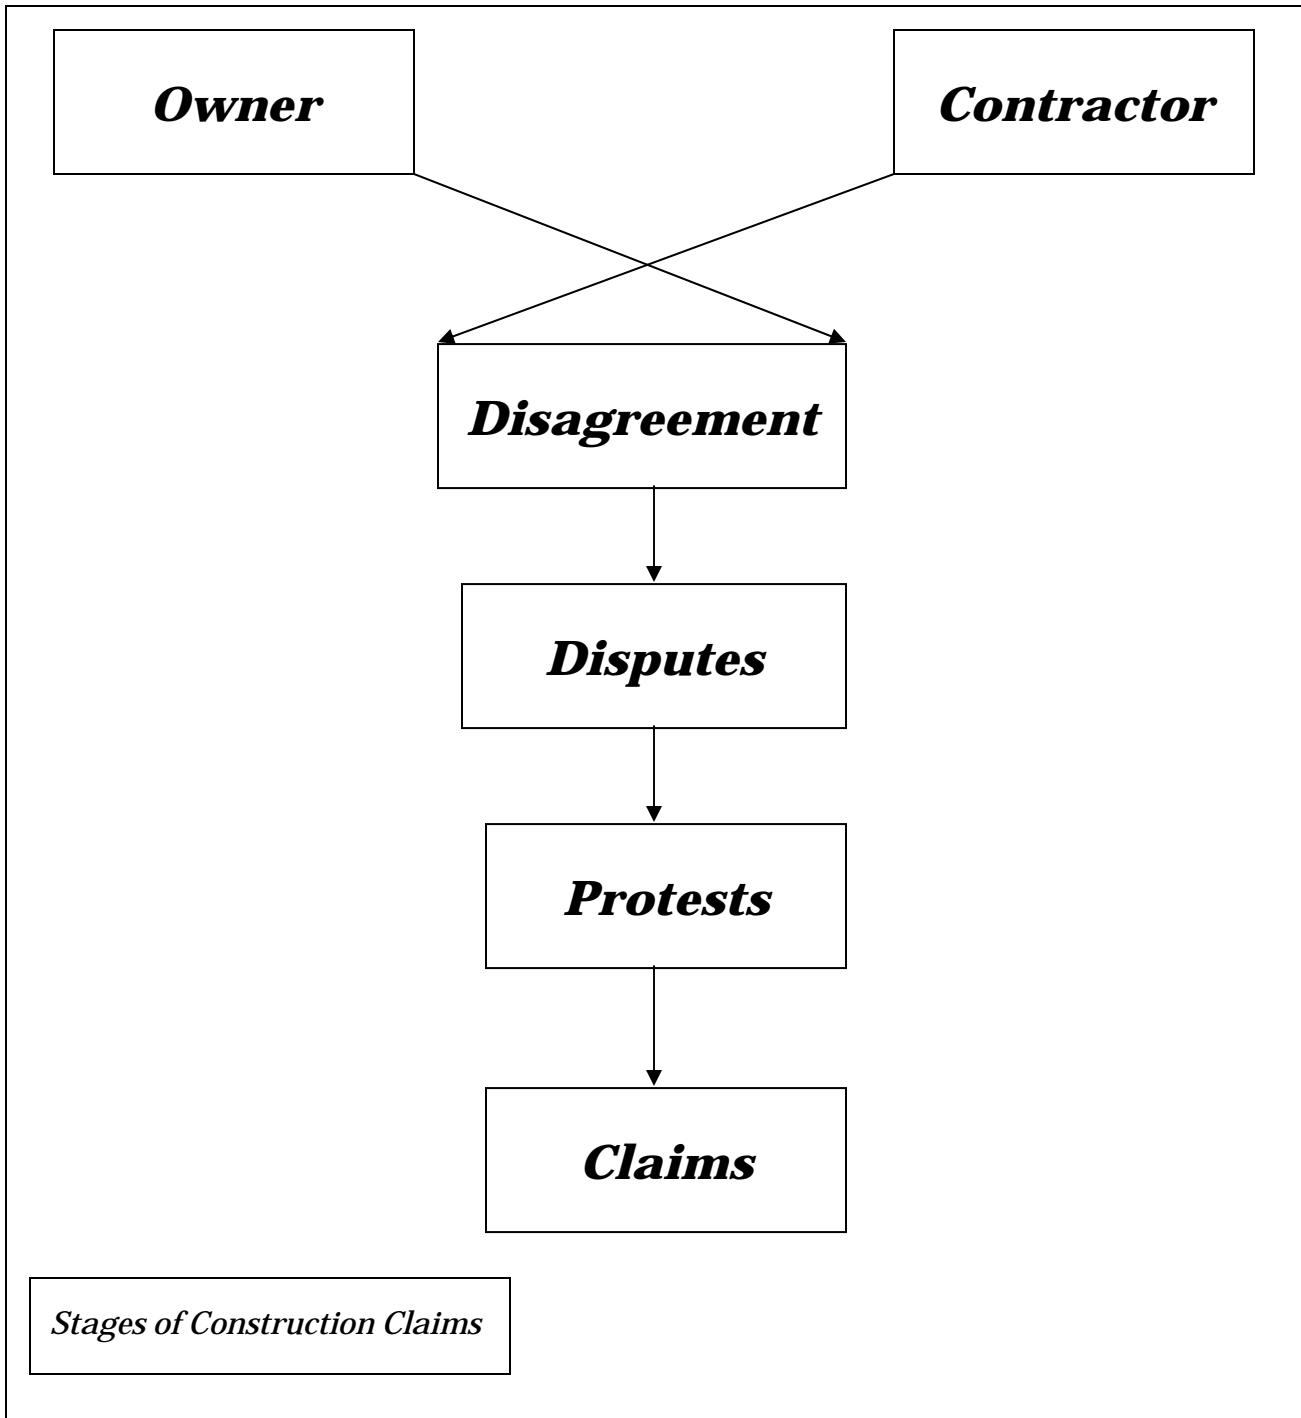 Owner
Contractor
Disagreement
Disputes
Protests
Claims
Stages of Construction Claims